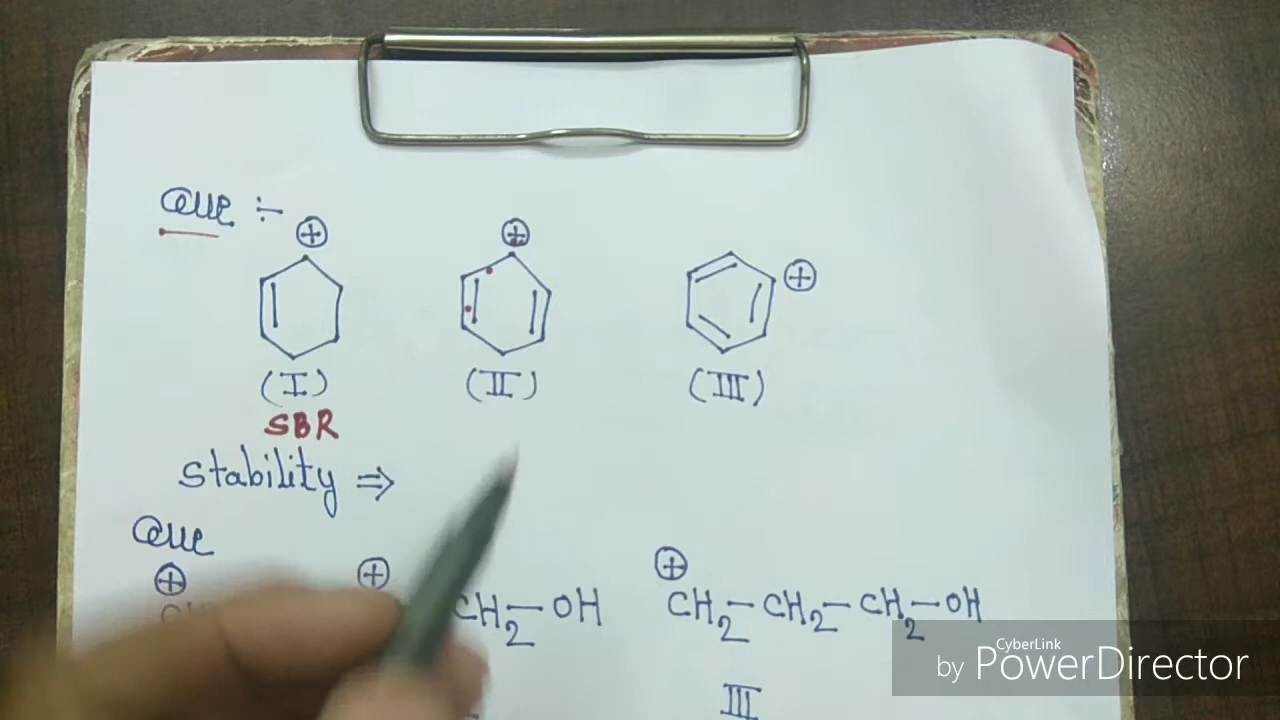 Que :-
⊕ ⊕ ⊕
(I) (II) (III)
SBR
Stability ⇒
Que
⊕ ⊕ ⊕
CH2-OH CH2-CH2-CH2-OH
III
CyberLink
by PowerDirector